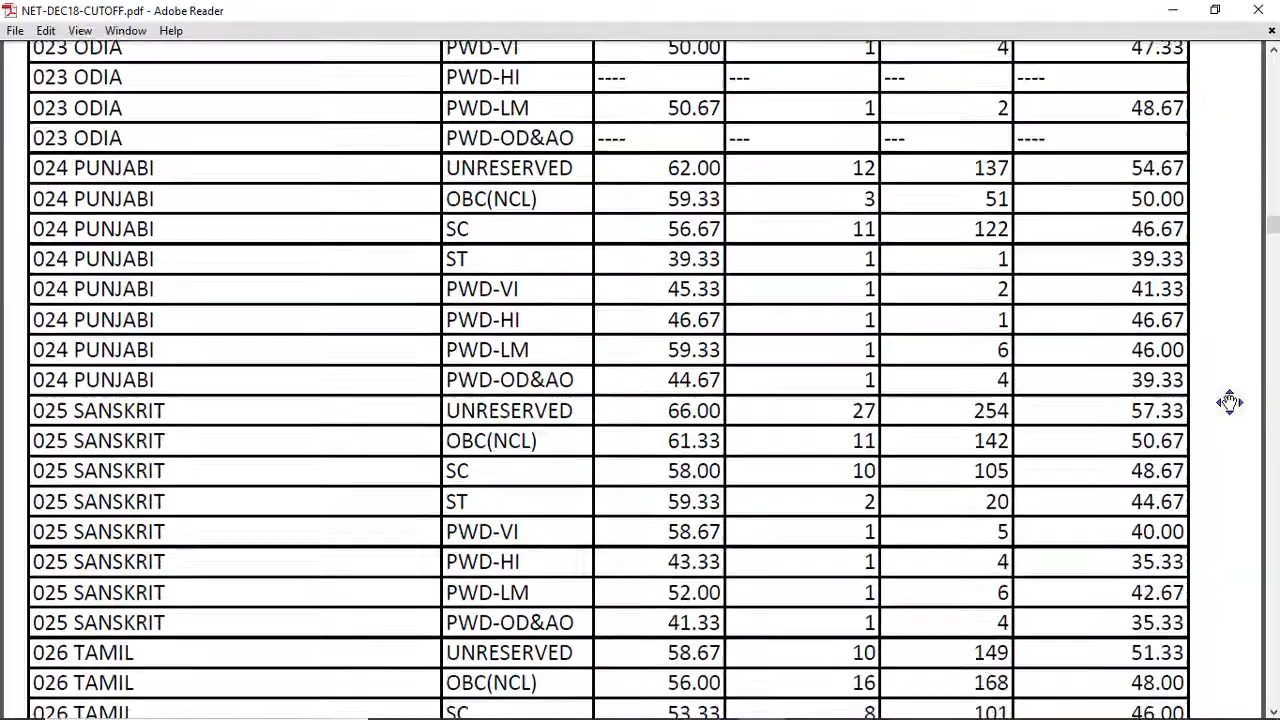 NET-DEC18-CUTOFF.pdf - Adobe Reader
File Edit View Window Help
023 ODIA PWD-VI 50.00 1 4 47.33
023 ODIA PWD-HI ---- --- --- ----
023 ODIA PWD-LM 50.67 1 2 48.67
023 ODIA PWD-OD&AO ---- --- --- ----
024 PUNJABI UNRESERVED 62.00 12 137 54.67
024 PUNJABI OBC(NCL) 59.33 3 51 50.00
024 PUNJABI SC 56.67 11 122 46.67
024 PUNJABI ST 39.33 1 1 39.33
024 PUNJABI PWD-VI 45.33 1 2 41.33
024 PUNJABI PWD-HI 46.67 1 1 46.67
024 PUNJABI PWD-LM 59.33 1 6 46.00
024 PUNJABI PWD-OD&AO 44.67 1 4 39.33
025 SANSKRIT UNRESERVED 66.00 27 254 57.33
025 SANSKRIT OBC(NCL) 61.33 11 142 50.67
025 SANSKRIT SC 58.00 10 105 48.67
025 SANSKRIT ST 59.33 2 20 44.67
025 SANSKRIT PWD-VI 58.67 1 5 40.00
025 SANSKRIT PWD-HI 43.33 1 4 35.33
025 SANSKRIT PWD-LM 52.00 1 6 42.67
025 SANSKRIT PWD-OD&AO 41.33 1 4 35.33
026 TAMIL UNRESERVED 58.67 10 149 51.33
026 TAMIL OBC(NCL) 56.00 16 168 48.00
026 TAMIL SC 53.33 8 101 46.00